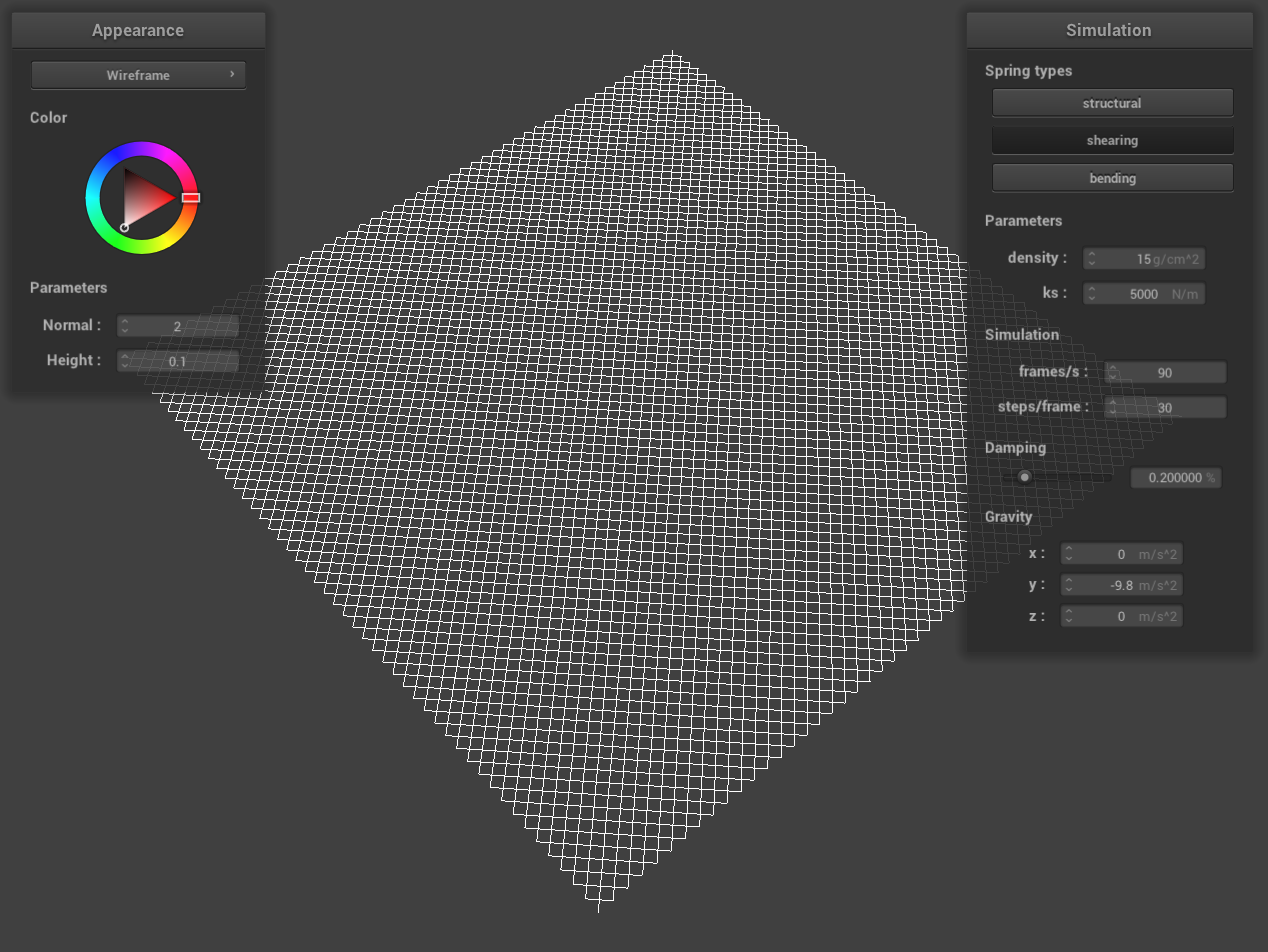 Appearance
Wireframe ›
Color
Parameters
Normal : 2
Height : 0.1
Simulation
Spring types
structural
shearing
bending
Parameters
density : 15 g/cm^2
ks : 5000 N/m
Simulation
frames/s : 90
steps/frame : 30
Damping
0.200000 %
Gravity
x : 0 m/s^2
y : -9.8 m/s^2
z : 0 m/s^2